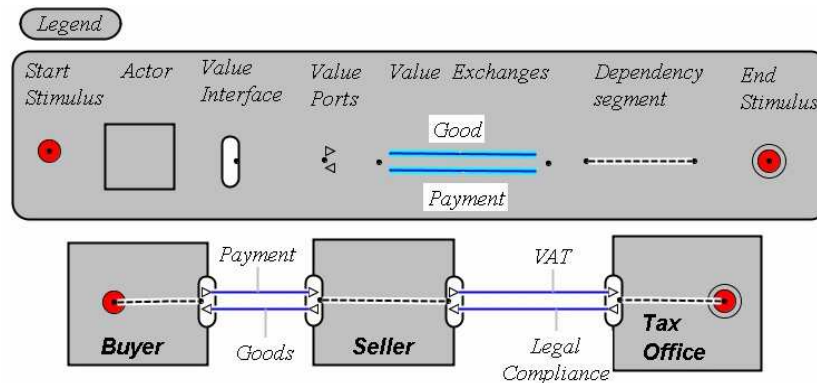 Legend
Start
Stimulus
Actor
Value
Interface
Value
Ports
Value Exchanges
Dependency
segment
End
Stimulus
Good
Payment
Payment
VAT
Buyer
Goods
Seller
Legal
Compliance
Tax
Office